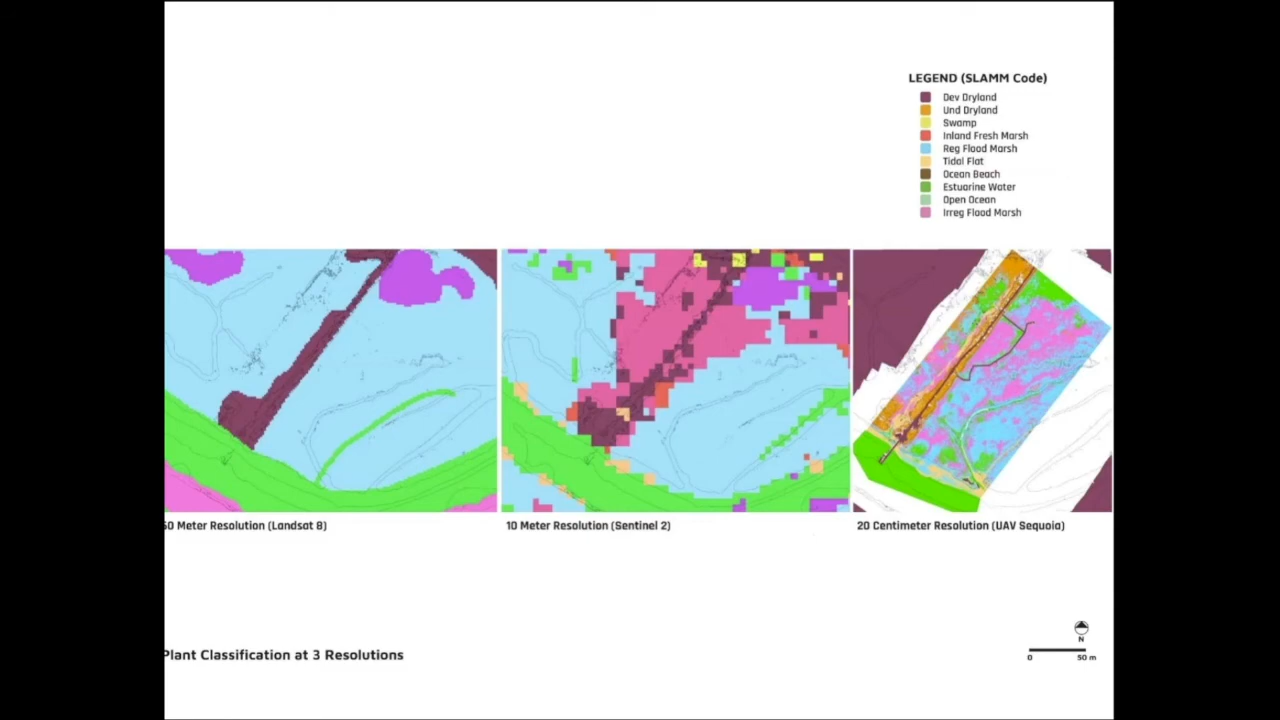 LEGEND (SLAMM Code)
Dev Dryland
Und Dryland
Swamp
Inland Fresh Marsh
Reg Flood Marsh
Tidal Flat
Ocean Beach
Estuarine Water
Open Ocean
Irreg Flood Marsh
0 Meter Resolution (Landsat 8)
10 Meter Resolution (Sentinel 2)
20 Centimeter Resolution (UAV Sequoia)
Plant Classification at 3 Resolutions
N
0 50 m